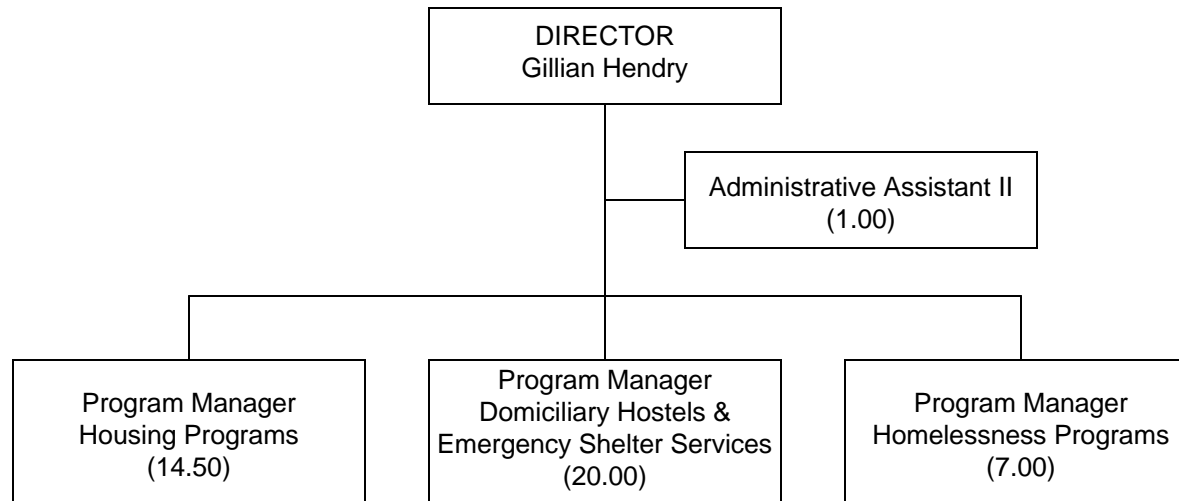 DIRECTOR
Gillian Hendry
Administrative Assistant II
(1.00)
Program Manager
Housing Programs
(14.50)
Program Manager
Domiciliary Hostels &
Emergency Shelter Services
(20.00)
Program Manager
Homelessness Programs
(7.00)